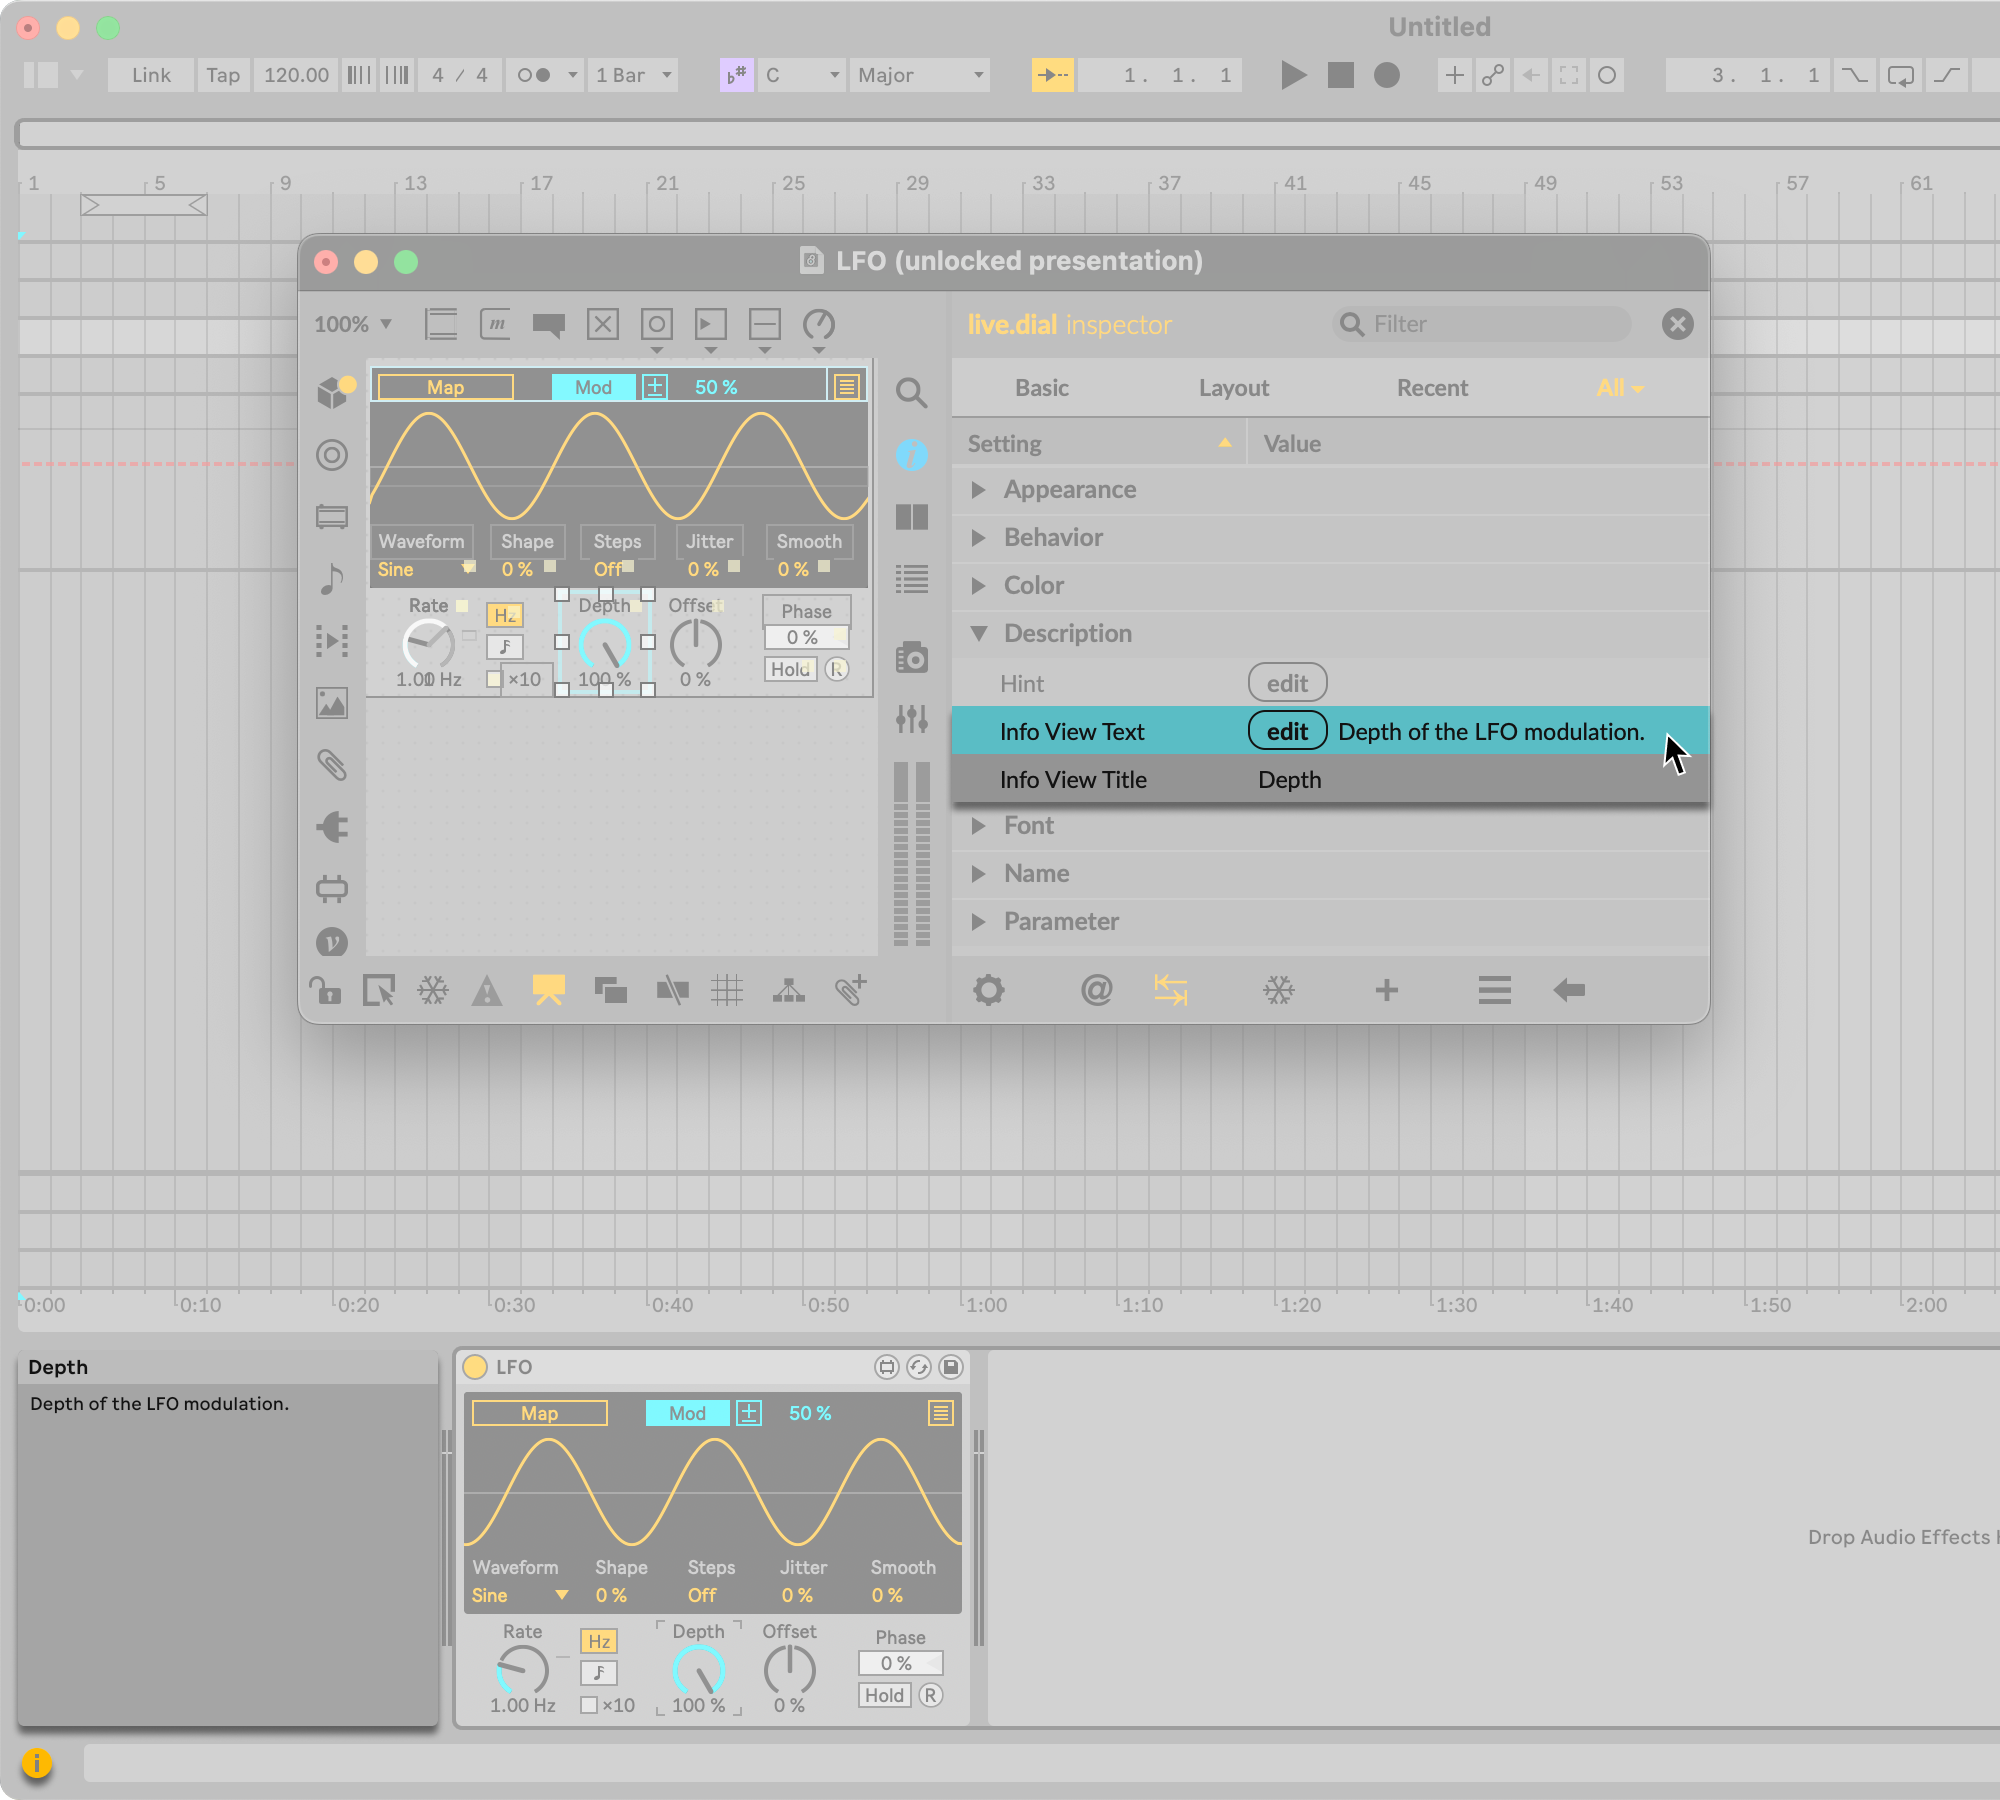 Untitled
Link Tap 120.00 4 / 4 1 Bar C Major 1. 1. 1 3. 1. 1
1 5 9 13 17 21 25 29 33 37 41 45 49 53 57 61
LFO (unlocked presentation)
100% m live.dial inspector Filter
Basic Layout Recent All
Map Mod ± 50 %
Setting Value
Appearance
Behavior
Waveform Shape Steps Jitter Smooth
Sine 0 % Off 0 % 0 %
Color
Rate Hz Depth Offset Phase
0 %
Hold R
1.00 Hz ×10 100 % 0 %
Description
Hint edit
Info View Text edit Depth of the LFO modulation.
Info View Title Depth
Font
Name
Parameter
0:00 0:10 0:20 0:30 0:40 0:50 1:00 1:10 1:20 1:30 1:40 1:50 2:00
Depth
Depth of the LFO modulation.
LFO
Map Mod ± 50 %
Waveform Shape Steps Jitter Smooth
Sine 0 % Off 0 % 0 %
Rate Hz Depth Offset Phase
0 %
Hold R
1.00 Hz ×10 100 % 0 %
Drop Audio Effects